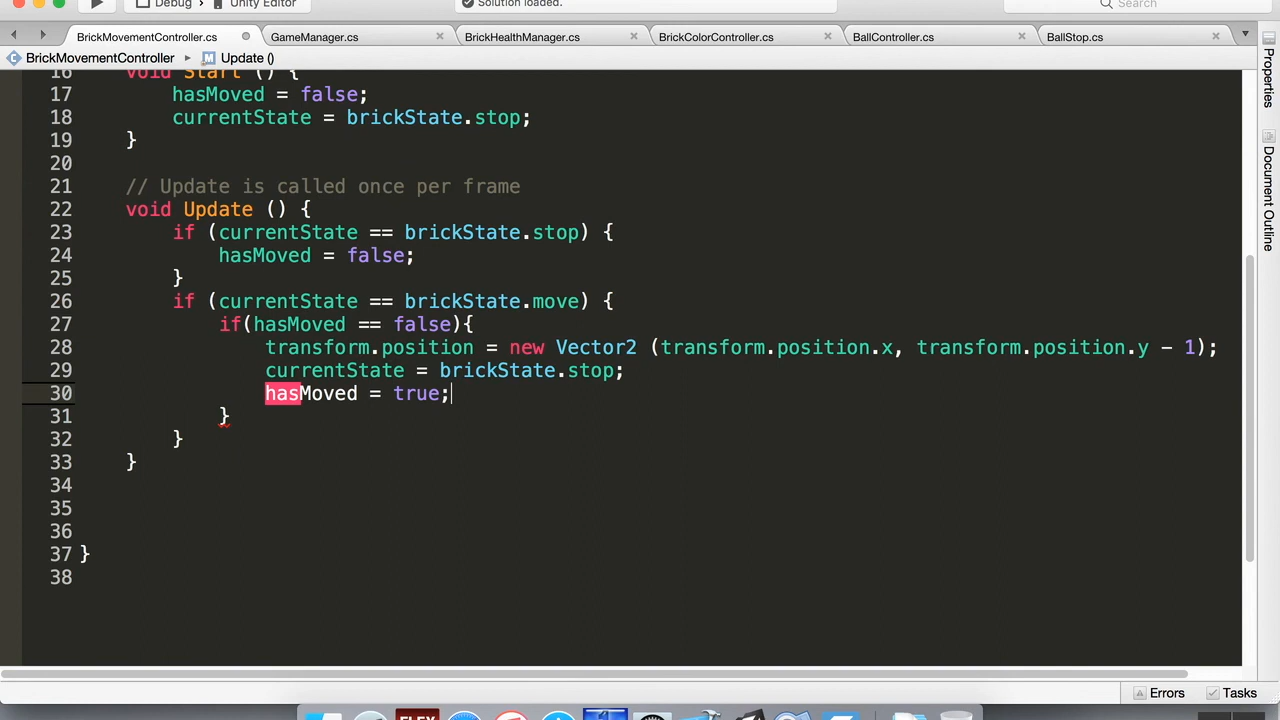 Debug
Unity Editor
Solution loaded.
Search
BrickMovementController.cs
GameManager.cs
BrickHealthManager.cs
BrickColorController.cs
BallController.cs
BallStop.cs
BrickMovementController
Update ()
16 void Start () {
17 hasMoved = false;
18 currentState = brickState.stop;
19 }
20
21 // Update is called once per frame
22 void Update () {
23 if (currentState == brickState.stop) {
24 hasMoved = false;
25 }
26 if (currentState == brickState.move) {
27 if(hasMoved == false){
28 transform.position = new Vector2 (transform.position.x, transform.position.y - 1);
29 currentState = brickState.stop;
30 hasMoved = true;
31 }
32 }
33 }
34
35
36
37 }
38
Properties
Document Outline
Errors
Tasks
FLEX